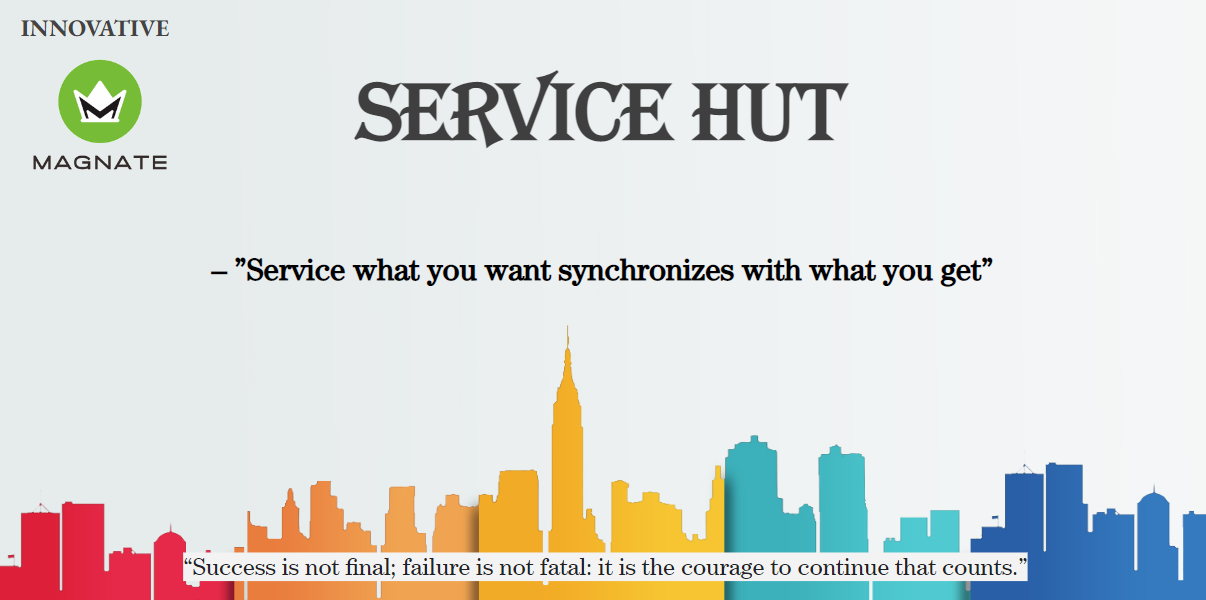 INNOVATIVE
MAGNATE
SERVICE HUT
– ”Service what you want synchronizes with what you get”
“Success is not final; failure is not fatal: it is the courage to continue that counts.”